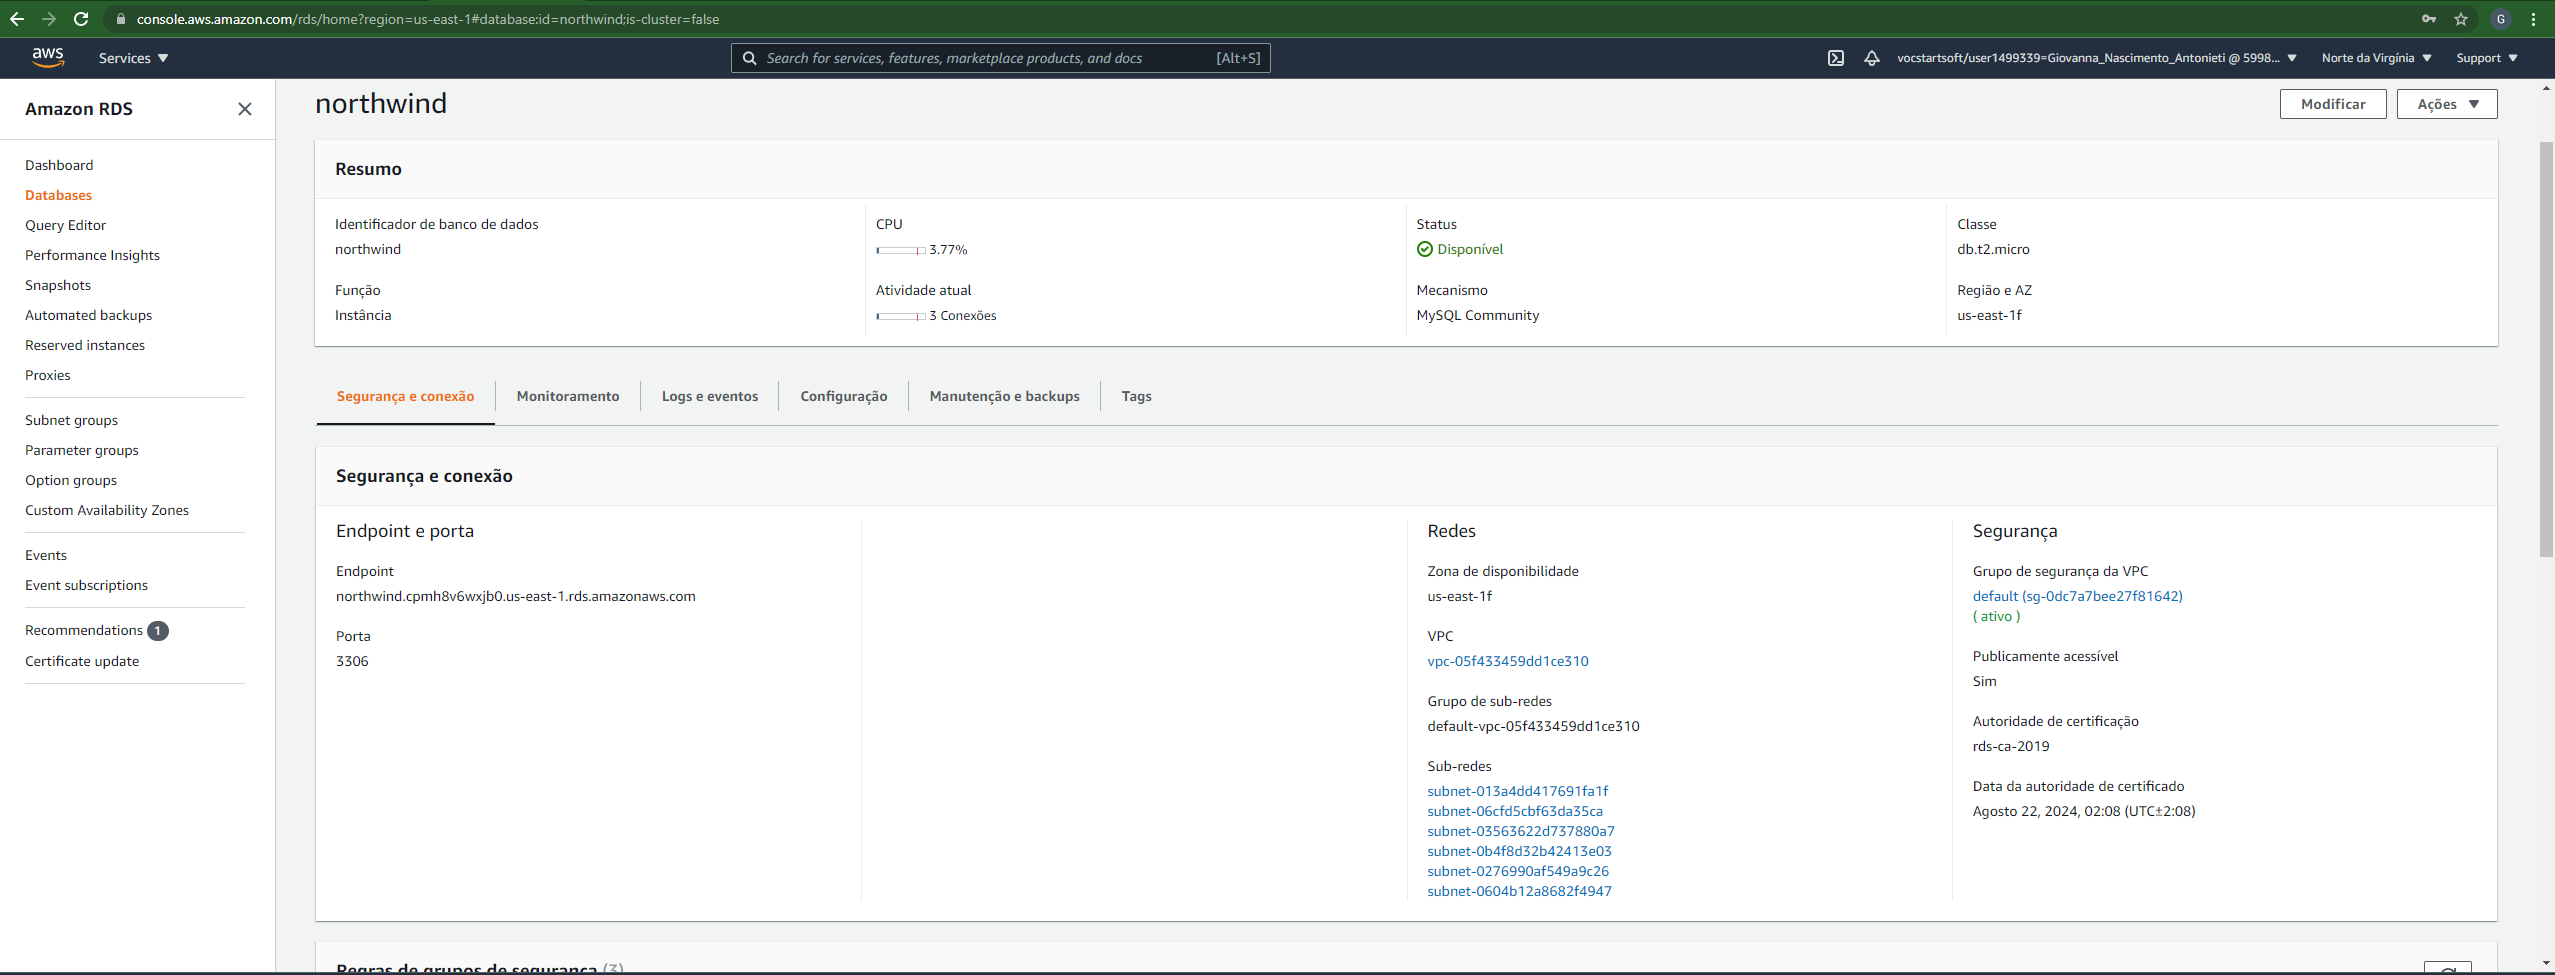 console.aws.amazon.com/rds/home?region=us-east-1#database:id=northwind;is-cluster=false
G
aws
Services
Search for services, features, marketplace products, and docs
[Alt+S]
vocstartsoft/user1499339=Giovanna_Nascimento_Antonieti @ 5998...
Norte da Virgínia
Support
Amazon RDS
Dashboard
Databases
Query Editor
Performance Insights
Snapshots
Automated backups
Reserved instances
Proxies
Subnet groups
Parameter groups
Option groups
Custom Availability Zones
Events
Event subscriptions
Recommendations 1
Certificate update
northwind
Modificar
Ações
Resumo
Identificador de banco de dados
northwind
Função
Instância
CPU
3.77%
Atividade atual
3 Conexões
Status
Disponível
Mecanismo
MySQL Community
Classe
db.t2.micro
Região e AZ
us-east-1f
Segurança e conexão
Monitoramento
Logs e eventos
Configuração
Manutenção e backups
Tags
Segurança e conexão
Endpoint e porta
Endpoint
northwind.cpmh8v6wxjb0.us-east-1.rds.amazonaws.com
Porta
3306
Redes
Zona de disponibilidade
us-east-1f
VPC
vpc-05f433459dd1ce310
Grupo de sub-redes
default-vpc-05f433459dd1ce310
Sub-redes
subnet-013a4dd417691fa1f
subnet-06cfd5cbf63da35ca
subnet-03563622d737880a7
subnet-0b4f8d32b42413e03
subnet-0276990af549a9c26
subnet-0604b12a8682f4947
Segurança
Grupo de segurança da VPC
default (sg-0dc7a7bee27f81642)
( ativo )
Publicamente acessível
Sim
Autoridade de certificação
rds-ca-2019
Data da autoridade de certificado
Agosto 22, 2024, 02:08 (UTC±2:08)
Regras de grupos de segurança (3)